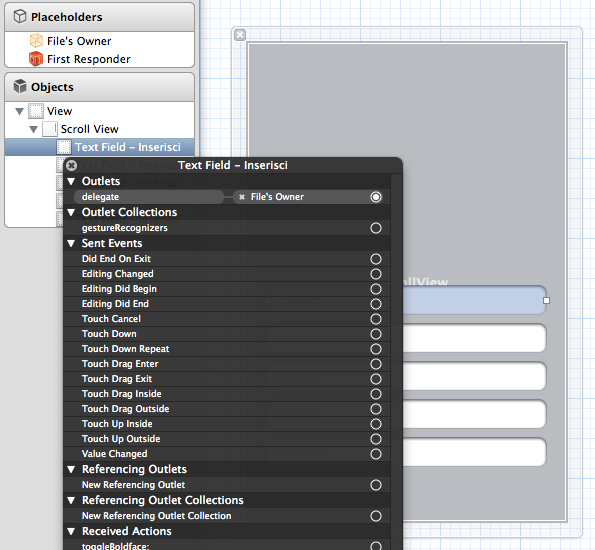 Placeholders
File's Owner
First Responder
Objects
View
Scroll View
Text Field - Inserisci
Text Field - Inserisci
Outlets
delegate File's Owner
Outlet Collections
gestureRecognizers
Sent Events
Did End On Exit
Editing Changed
Editing Did Begin
Editing Did End
Touch Cancel
Touch Down
Touch Down Repeat
Touch Drag Enter
Touch Drag Exit
Touch Drag Inside
Touch Drag Outside
Touch Up Inside
Touch Up Outside
Value Changed
Referencing Outlets
New Referencing Outlet
Referencing Outlet Collections
New Referencing Outlet Collection
Received Actions
toggleBoldface: